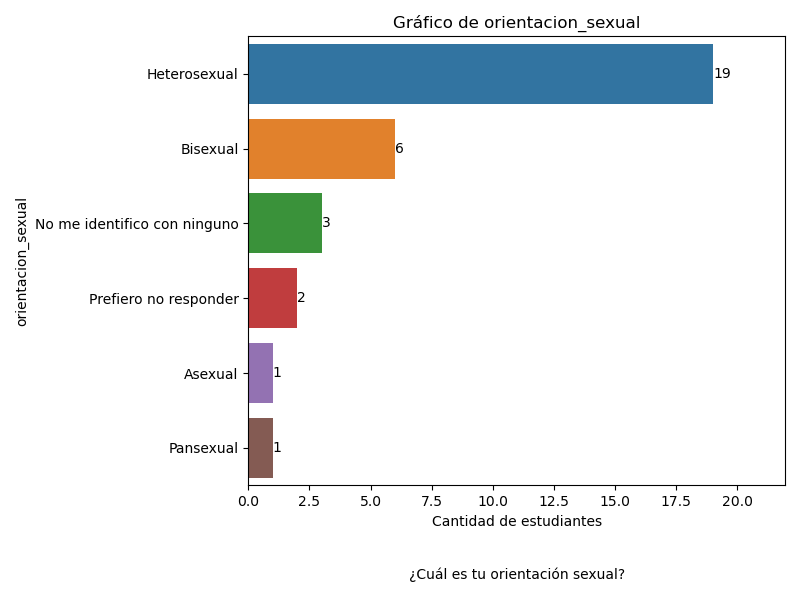 Gráfico de orientacion_sexual
orientacion_sexual
Heterosexual
19
Bisexual
6
No me identifico con ninguno
3
Prefiero no responder
2
Asexual
1
Pansexual
1
0.0 2.5 5.0 7.5 10.0 12.5 15.0 17.5 20.0
Cantidad de estudiantes
¿Cuál es tu orientación sexual?